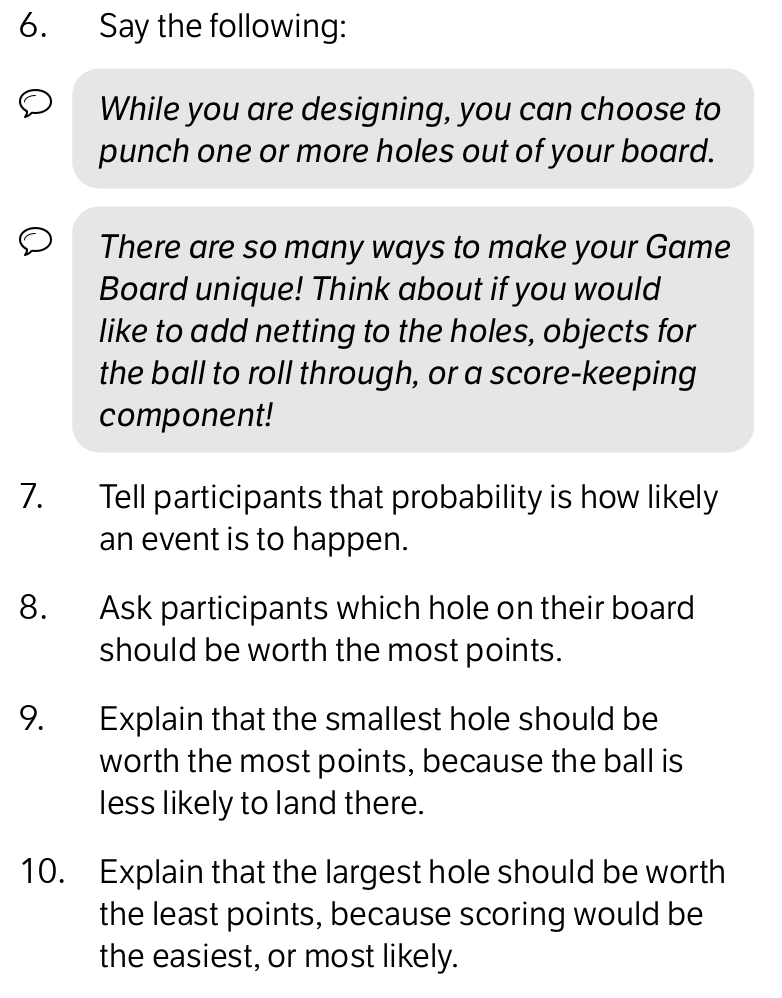 6. Say the following:
While you are designing, you can choose to
punch one or more holes out of your board.
There are so many ways to make your Game
Board unique! Think about if you would
like to add netting to the holes, objects for
the ball to roll through, or a score-keeping
component!
7. Tell participants that probability is how likely
an event is to happen.
8. Ask participants which hole on their board
should be worth the most points.
9. Explain that the smallest hole should be
worth the most points, because the ball is
less likely to land there.
10. Explain that the largest hole should be worth
the least points, because scoring would be
the easiest, or most likely.